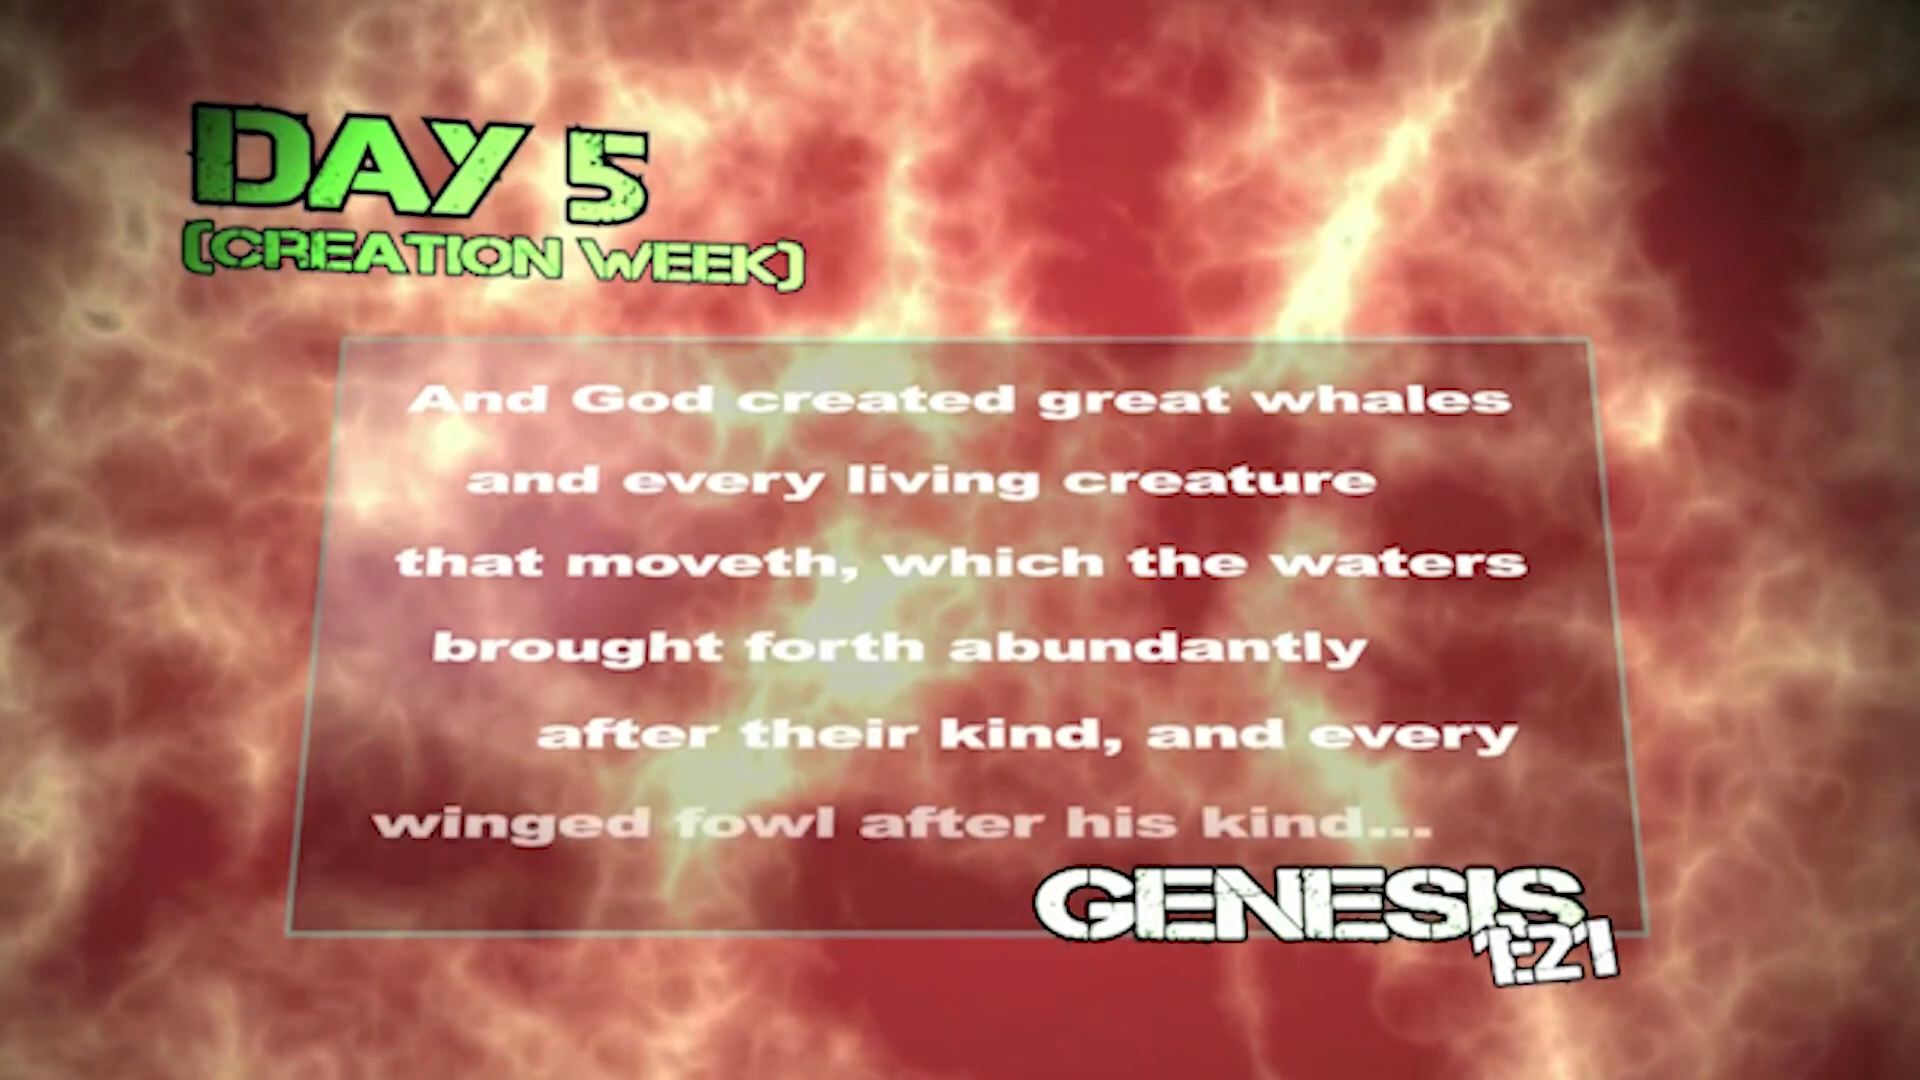 DAY 5
(CREATION WEEK)
And God created great whales
and every living creature
that moveth, which the waters
brought forth abundantly
after their kind, and every
winged fowl after his kind...
GENESIS
1:21